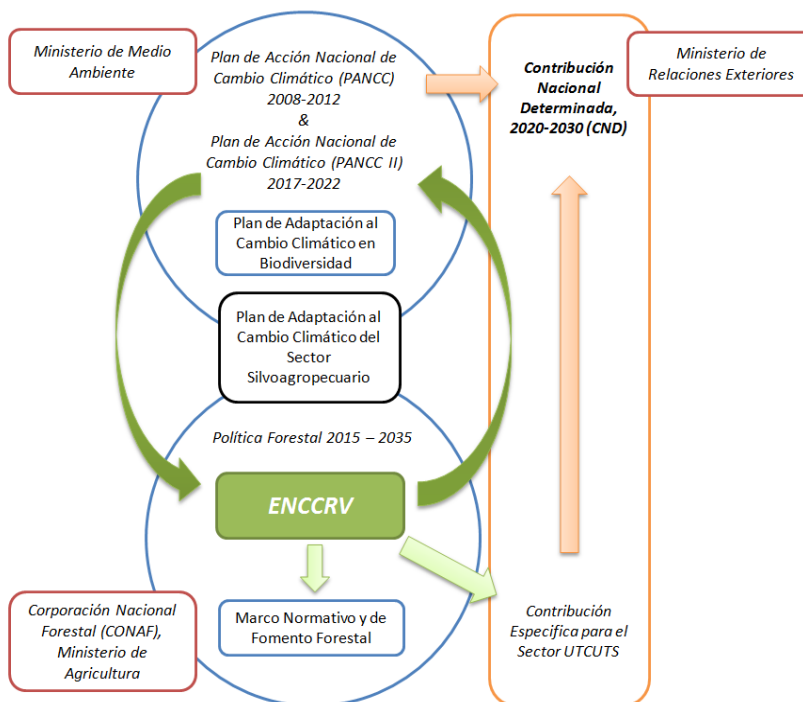 Ministerio de Medio
Ambiente
Plan de Acción Nacional de
Cambio Climático (PANCC)
2008-2012
&
Plan de Acción Nacional de
Cambio Climático (PANCC II)
2017-2022
Contribución
Nacional
Determinada,
2020-2030 (CND)
Ministerio de
Relaciones Exteriores
Plan de Adaptación al
Cambio Climático en
Biodiversidad
Plan de Adaptación al
Cambio Climático del
Sector
Silvoagropecuario
Política Forestal 2015 – 2035
ENCCRV
Marco Normativo y de
Fomento Forestal
Corporación Nacional
Forestal (CONAF),
Ministerio de
Agricultura
Contribución
Especifica para el
Sector UTCUTS